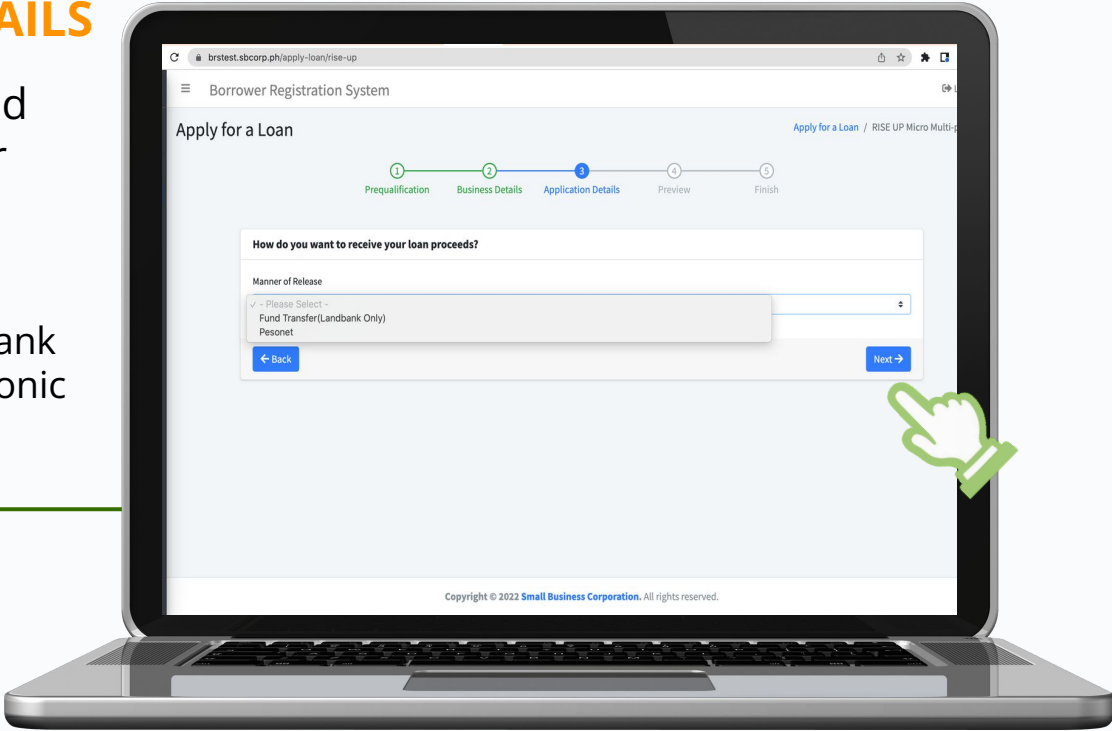 AILS
d
r
ank
onic
brstest.sbcorp.ph/apply-loan/rise-up
Borrower Registration System
Apply for a Loan
Apply for a Loan / RISE UP Micro Multi-p
1 2 3 4 5
Prequalification Business Details Application Details Preview Finish
How do you want to receive your loan proceeds?
Manner of Release
✓ - Please Select -
Fund Transfer(Landbank Only)
Pesonet
← Back
Next →
Copyright © 2022 Small Business Corporation. All rights reserved.